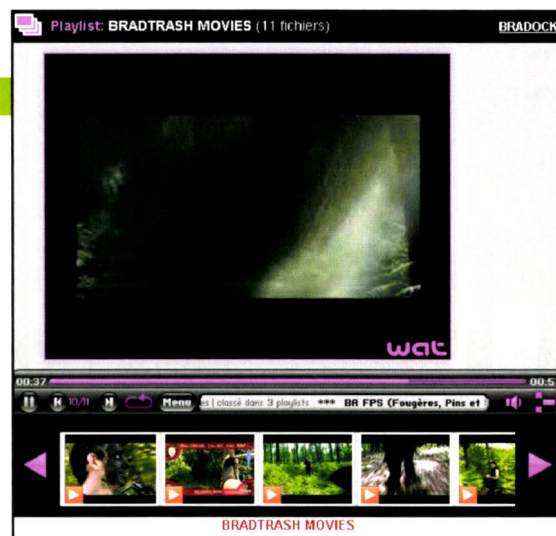 Playlist: BRADTRASH MOVIES (11 fichiers) BRADOCK
wat
00:37 00:5
10/11 Menu es | classé dans 3 playlists *** BA FPS (Fougères, Pins et
BRADTRASH MOVIES